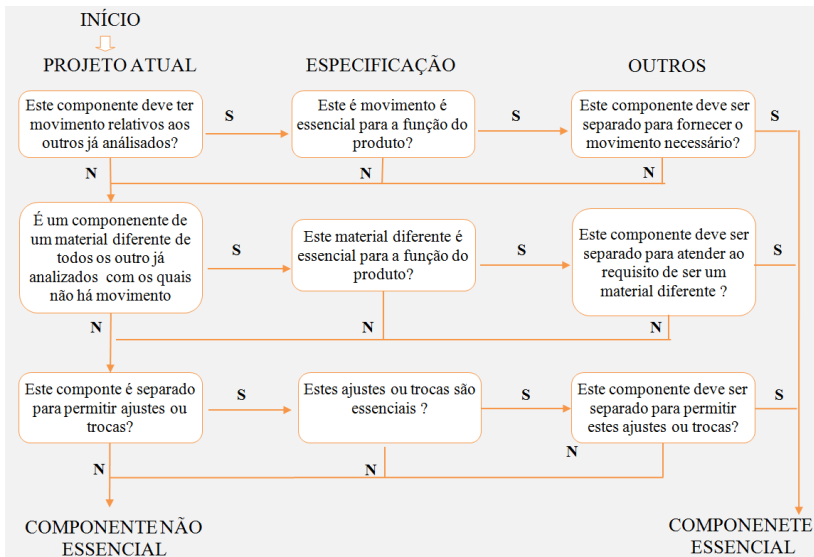 INÍCIO
PROJETO ATUAL
ESPECIFICAÇÃO
OUTROS
Este componente deve ter
movimento relativos aos
outros já análisados?
S
Este é movimento é
essencial para a função do
produto?
S
Este componente deve ser
separado para fornecer o
movimento necessário?
S
N
N
N
É um componenente de
um material diferente de
todos os outro já
analizados com os quais
não há movimento
S
Este material diferente é
essencial para a função do
produto?
S
Este componente deve ser
separado para atender ao
requisito de ser um
material diferente ?
S
N
N
N
Este componte é separado
para permitir ajustes ou
trocas?
S
Estes ajustes ou trocas são
essenciais ?
S
Este componente deve ser
separado para permitir
estes ajustes ou trocas?
S
N
N
N
COMPONENTE NÃO
ESSENCIAL
COMPONENETE
ESSENCIAL